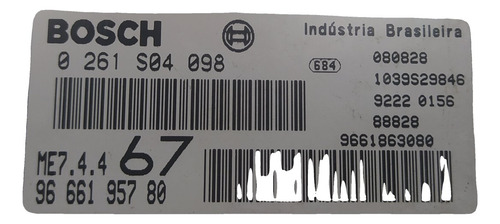 BOSCH
Indústria Brasileira
0 261 S04 098
684
080828
1039S29846
9222 0156
88828
9661863080
ME7.4.4 67
96 661 957 80